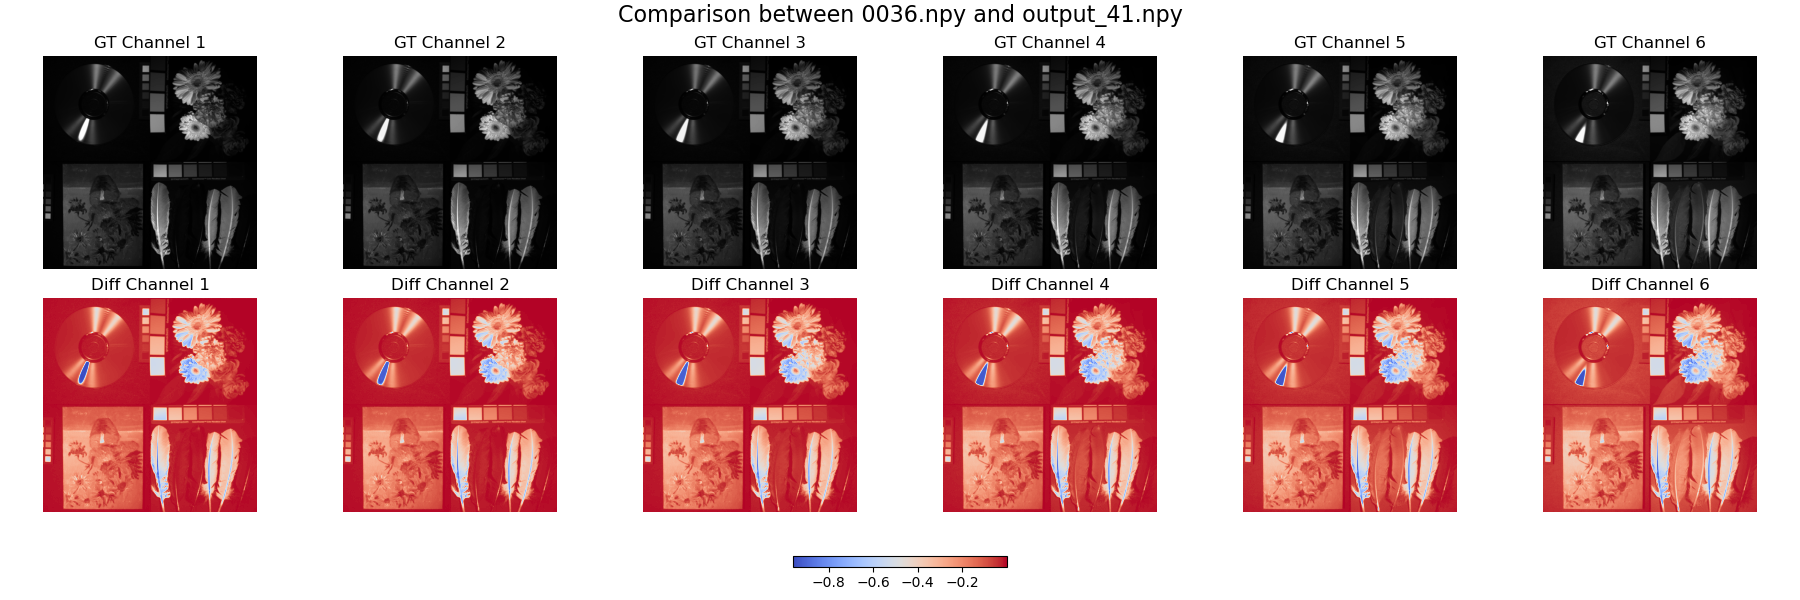 Comparison between 0036.npy and output_41.npy
GT Channel 1 GT Channel 2 GT Channel 3 GT Channel 4 GT Channel 5 GT Channel 6
Diff Channel 1 Diff Channel 2 Diff Channel 3 Diff Channel 4 Diff Channel 5 Diff Channel 6
−0.8 −0.6 −0.4 −0.2